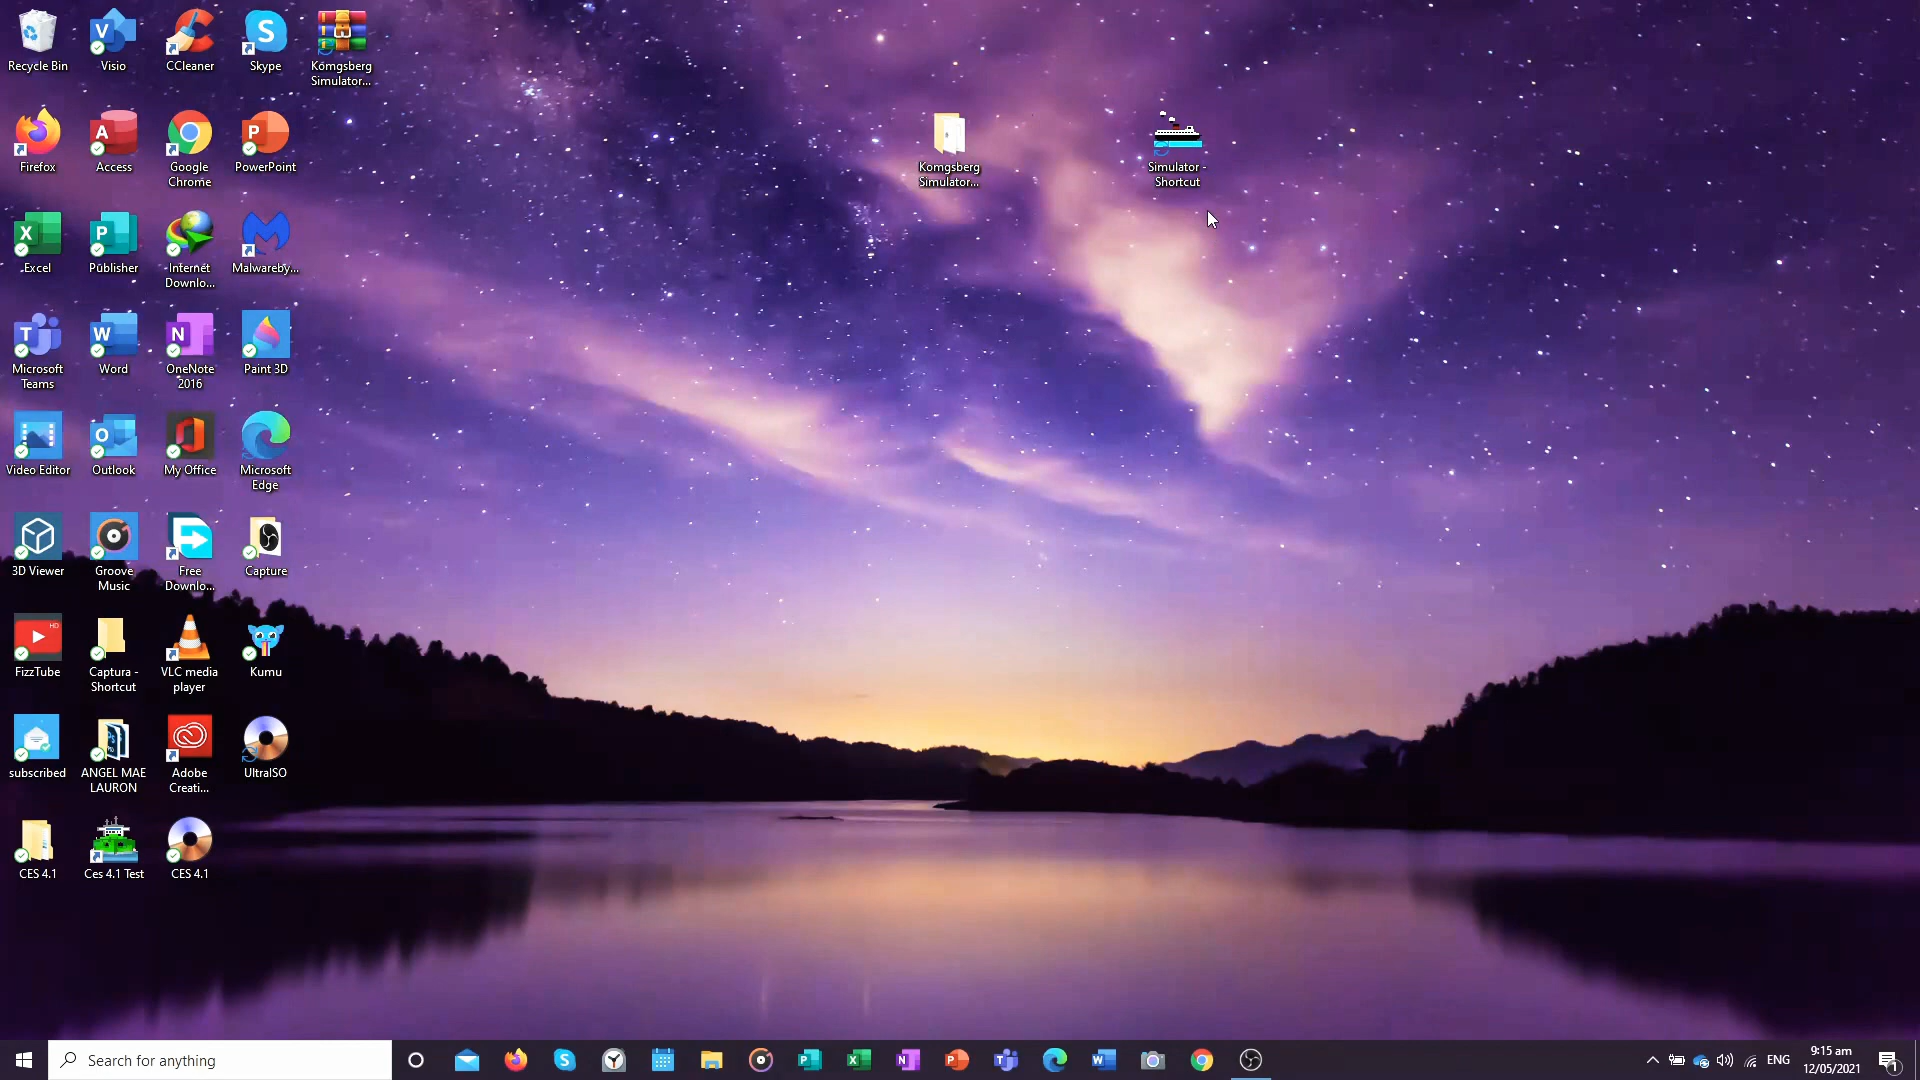 Recycle Bin
Visio
CCleaner
Skype
Komgsberg
Simulator...
Firefox
Access
Google
Chrome
PowerPoint
Komgsberg
Simulator...
Simulator -
Shortcut
Excel
Publisher
Internet
Downlo...
Malwareby...
Microsoft
Teams
Word
OneNote
2016
Paint 3D
Video Editor
Outlook
My Office
Microsoft
Edge
3D Viewer
Groove
Music
Free
Downlo...
Capture
FizzTube
Captura -
Shortcut
VLC media
player
Kumu
subscribed
ANGEL MAE
LAURON
Adobe
Creati...
UltraISO
CES 4.1
Ces 4.1 Test
CES 4.1
Search for anything
ENG
9:15 am
12/05/2021
1